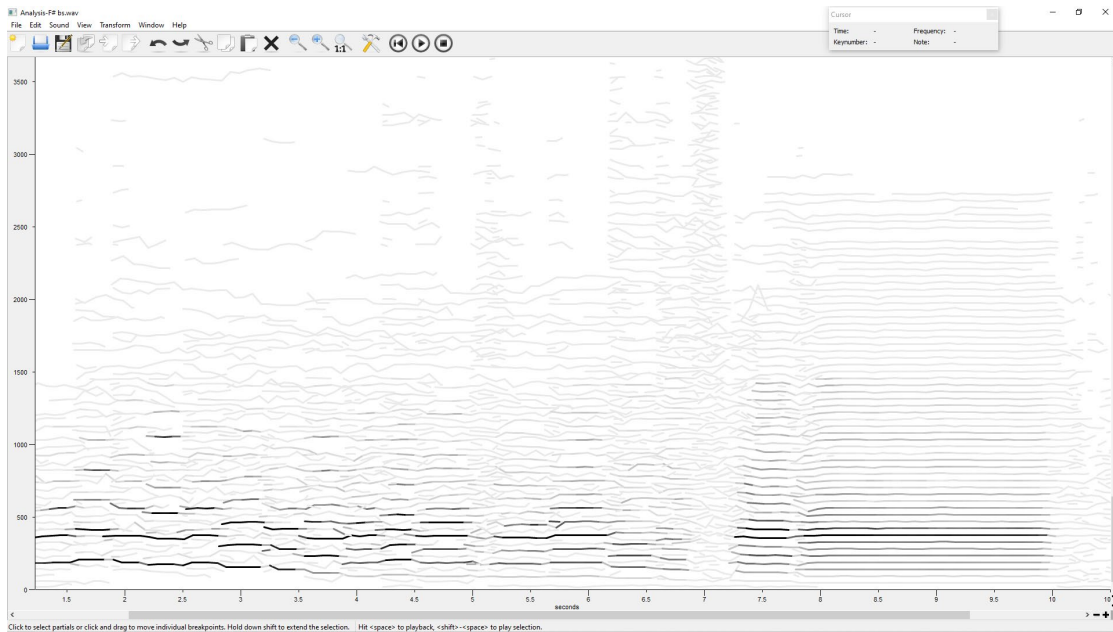 Analysis-F# bs.wav
File Edit Sound View Transform Window Help
1:1
Cursor
Time: - Frequency: -
Keynumber: - Note: -
3500
3000
2500
2000
1500
1000
500
0
1.5 2 2.5 3 3.5 4 4.5 5 5.5 6 6.5 7 7.5 8 8.5 9 9.5 10 10
seconds
Click to select partials or click and drag to move individual breakpoints. Hold down shift to extend the selection. Hit <space> to playback, <shift>-<space> to play selection.